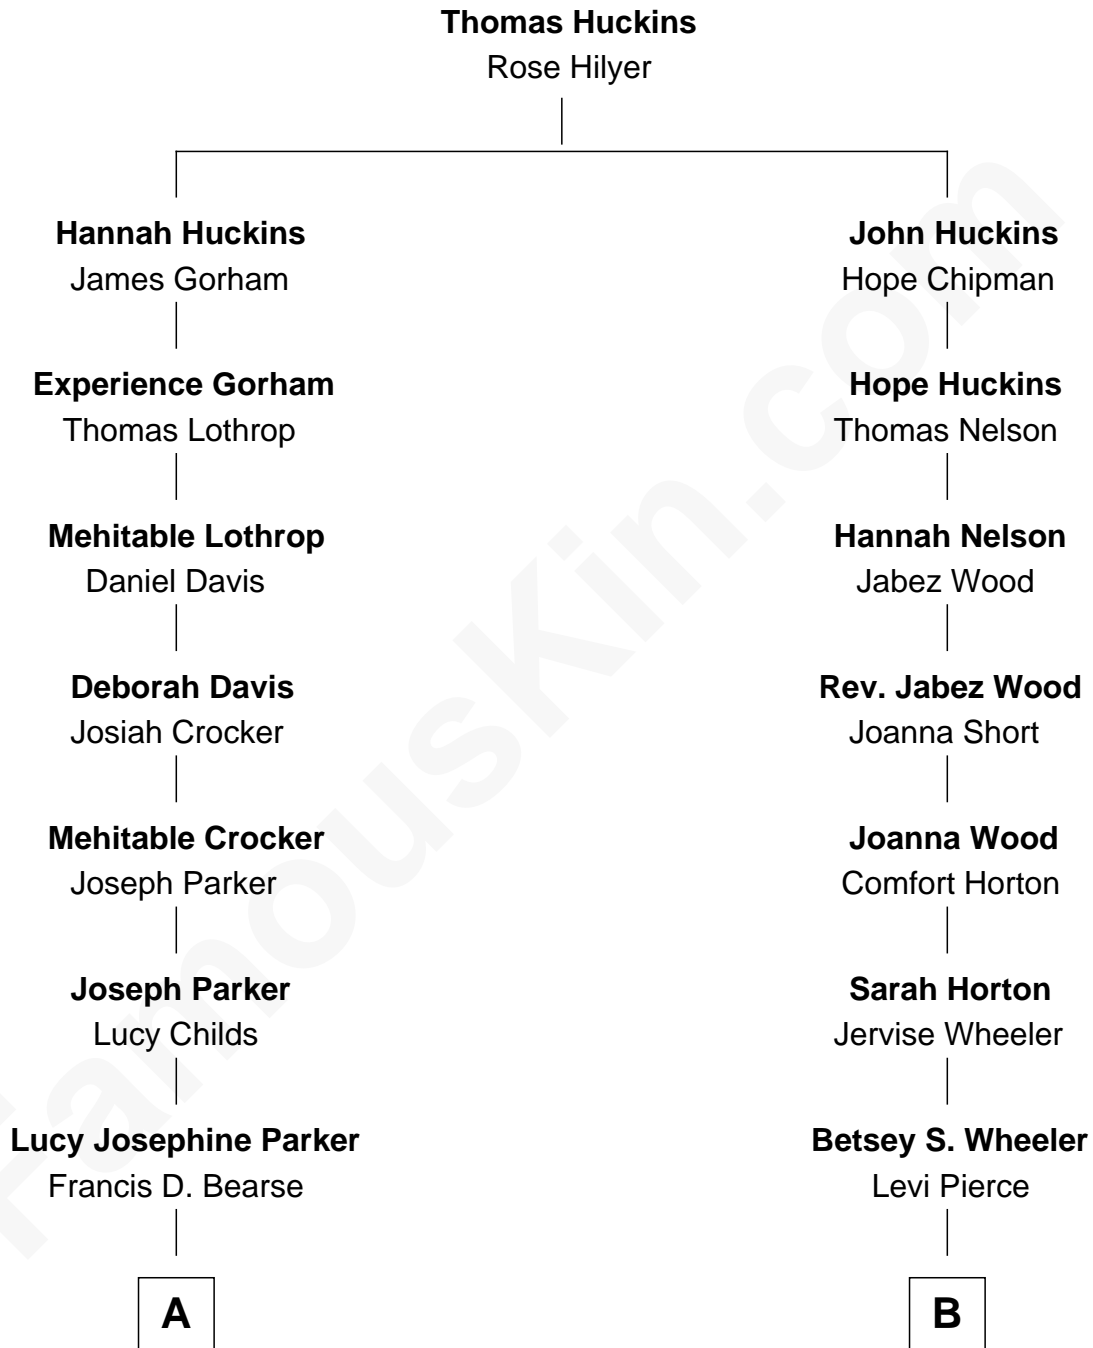 Thomas Huckins
Rose Hilyer
Hannah Huckins
James Gorham
John Huckins
Hope Chipman
Experience Gorham
Thomas Lothrop
Hope Huckins
Thomas Nelson
Mehitable Lothrop
Daniel Davis
Hannah Nelson
Jabez Wood
Deborah Davis
Josiah Crocker
Rev. Jabez Wood
Joanna Short
Mehitable Crocker
Joseph Parker
Joanna Wood
Comfort Horton
Joseph Parker
Lucy Childs
Sarah Horton
Jervise Wheeler
Lucy Josephine Parker
Francis D. Bearse
Betsey S. Wheeler
Levi Pierce
A
B
FamousKin.com